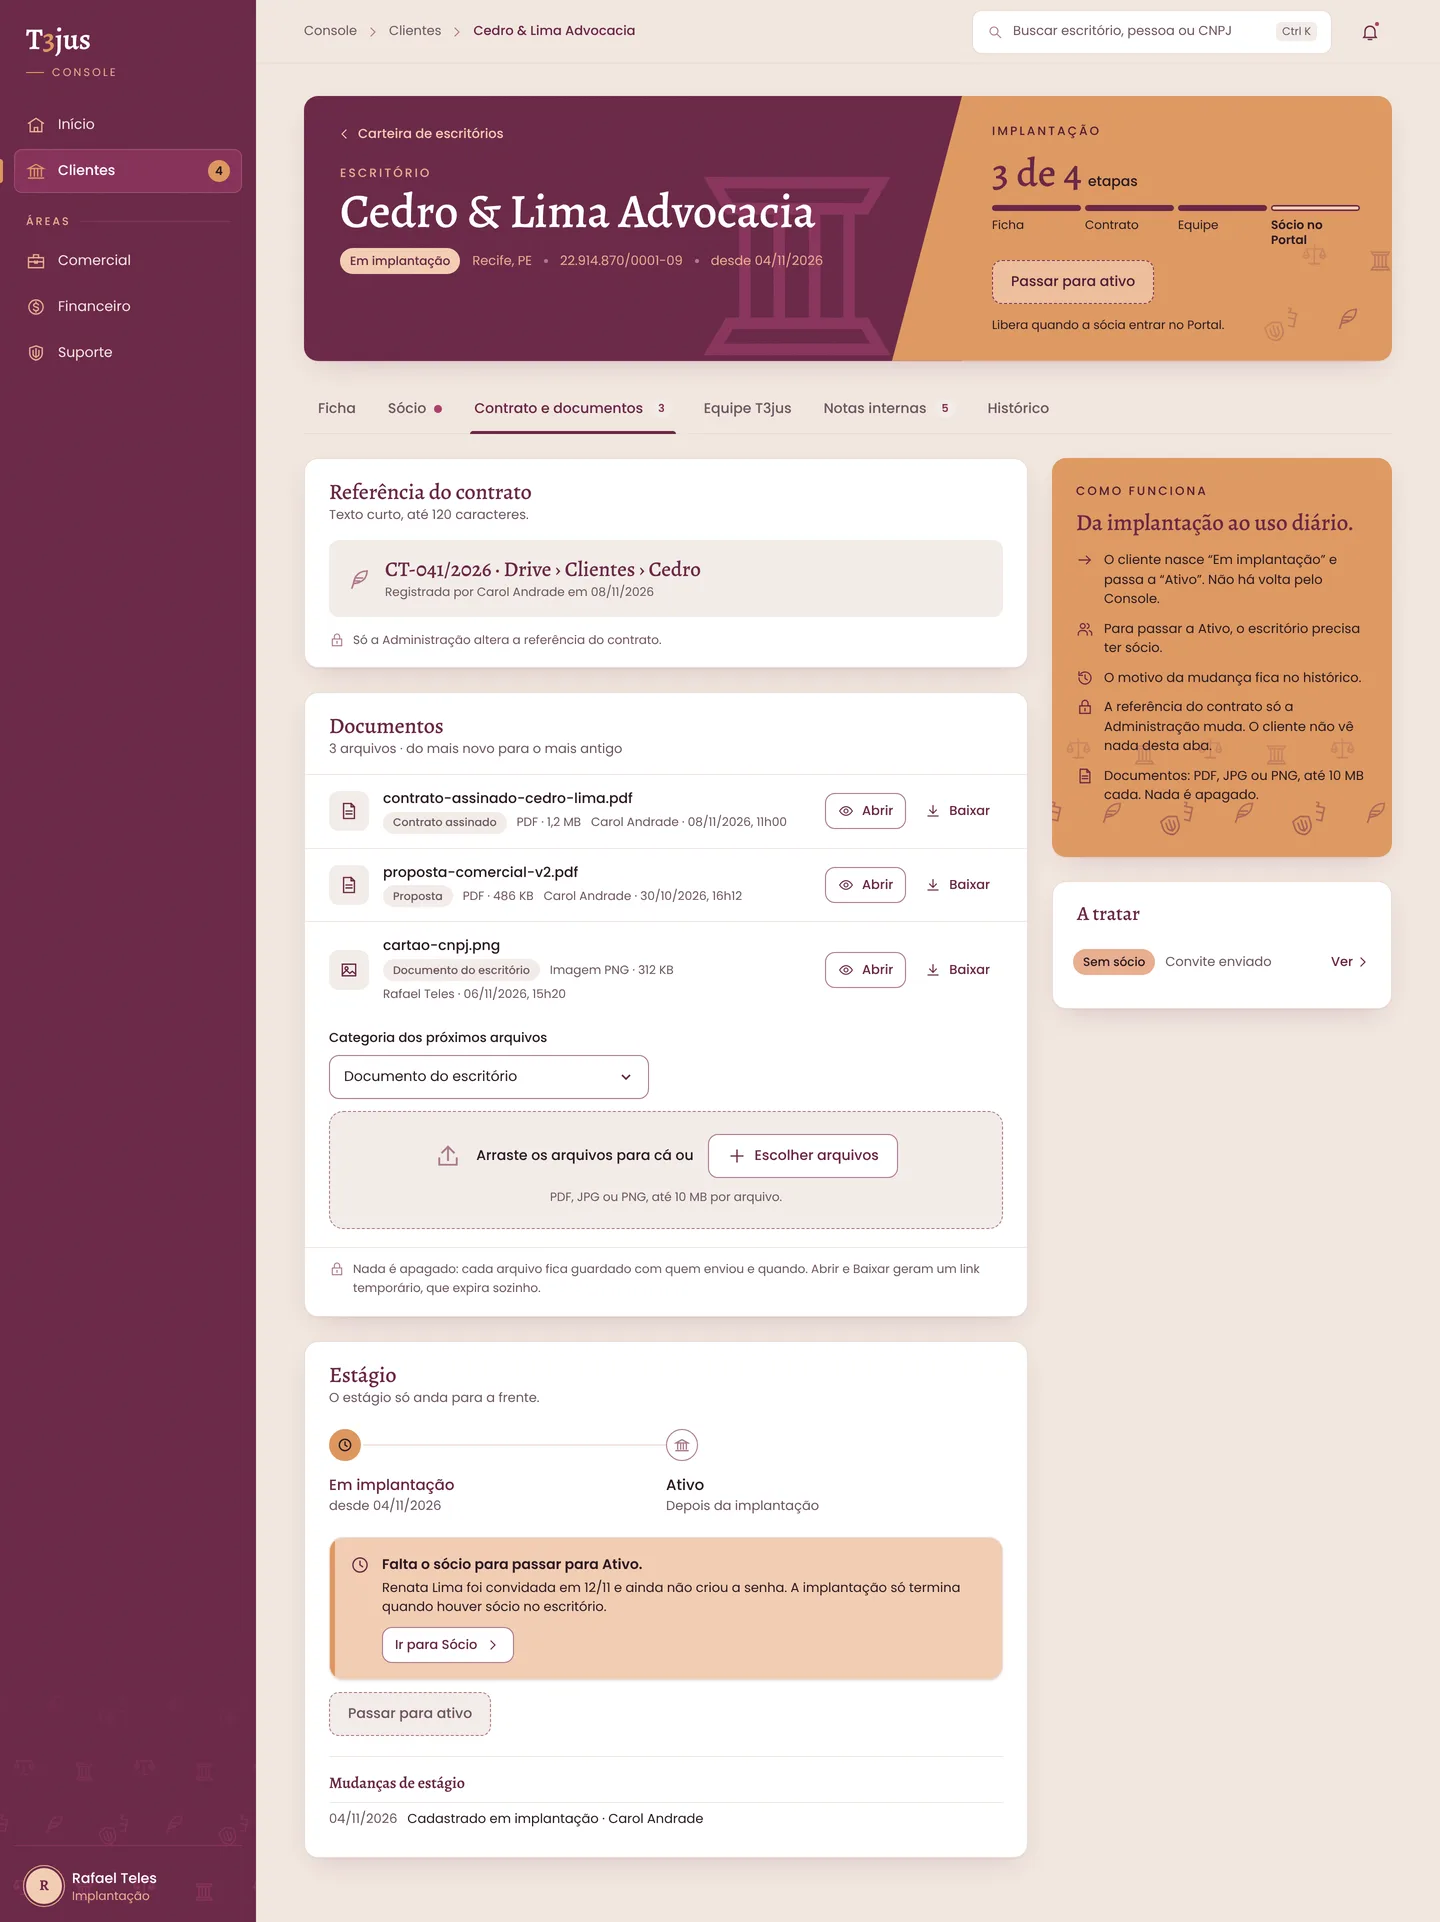 T3jus
CONSOLE
Início
Clientes
4
ÁREAS
Comercial
Financeiro
Suporte
Rafael Teles
Implantação
R
Console
Clientes
Cedro & Lima Advocacia
Buscar escritório, pessoa ou CNPJ
Ctrl K
Carteira de escritórios
ESCRITÓRIO
Cedro & Lima Advocacia
Em implantação
Recife, PE • 22.914.870/0001-09 • desde 04/11/2026
IMPLANTAÇÃO
3 de 4 etapas
Ficha
Contrato
Equipe
Sócio no
Portal
Passar para ativo
Libera quando a sócia entrar no Portal.
Ficha
Sócio
Contrato e documentos 3
Equipe T3jus
Notas internas 5
Histórico
Referência do contrato
Texto curto, até 120 caracteres.
CT-041/2026 · Drive › Clientes › Cedro
Registrada por Carol Andrade em 08/11/2026
Só a Administração altera a referência do contrato.
Documentos
3 arquivos · do mais novo para o mais antigo
contrato-assinado-cedro-lima.pdf
Contrato assinado PDF · 1,2 MB Carol Andrade · 08/11/2026, 11h00
Abrir
Baixar
proposta-comercial-v2.pdf
Proposta PDF · 486 KB Carol Andrade · 30/10/2026, 16h12
Abrir
Baixar
cartao-cnpj.png
Documento do escritório Imagem PNG · 312 KB
Rafael Teles · 06/11/2026, 15h20
Abrir
Baixar
Categoria dos próximos arquivos
Documento do escritório
Arraste os arquivos para cá ou
Escolher arquivos
PDF, JPG ou PNG, até 10 MB por arquivo.
Nada é apagado: cada arquivo fica guardado com quem enviou e quando. Abrir e Baixar geram um link
temporário, que expira sozinho.
Estágio
O estágio só anda para a frente.
Em implantação
desde 04/11/2026
Ativo
Depois da implantação
Falta o sócio para passar para Ativo.
Renata Lima foi convidada em 12/11 e ainda não criou a senha. A implantação só termina
quando houver sócio no escritório.
Ir para Sócio
Passar para ativo
Mudanças de estágio
04/11/2026 Cadastrado em implantação · Carol Andrade
COMO FUNCIONA
Da implantação ao uso diário.
O cliente nasce “Em implantação” e
passa a “Ativo”. Não há volta pelo
Console.
Para passar a Ativo, o escritório precisa
ter sócio.
O motivo da mudança fica no histórico.
A referência do contrato só a
Administração muda. O cliente não vê
nada desta aba.
Documentos: PDF, JPG ou PNG, até 10 MB
cada. Nada é apagado.
A tratar
Sem sócio
Convite enviado
Ver